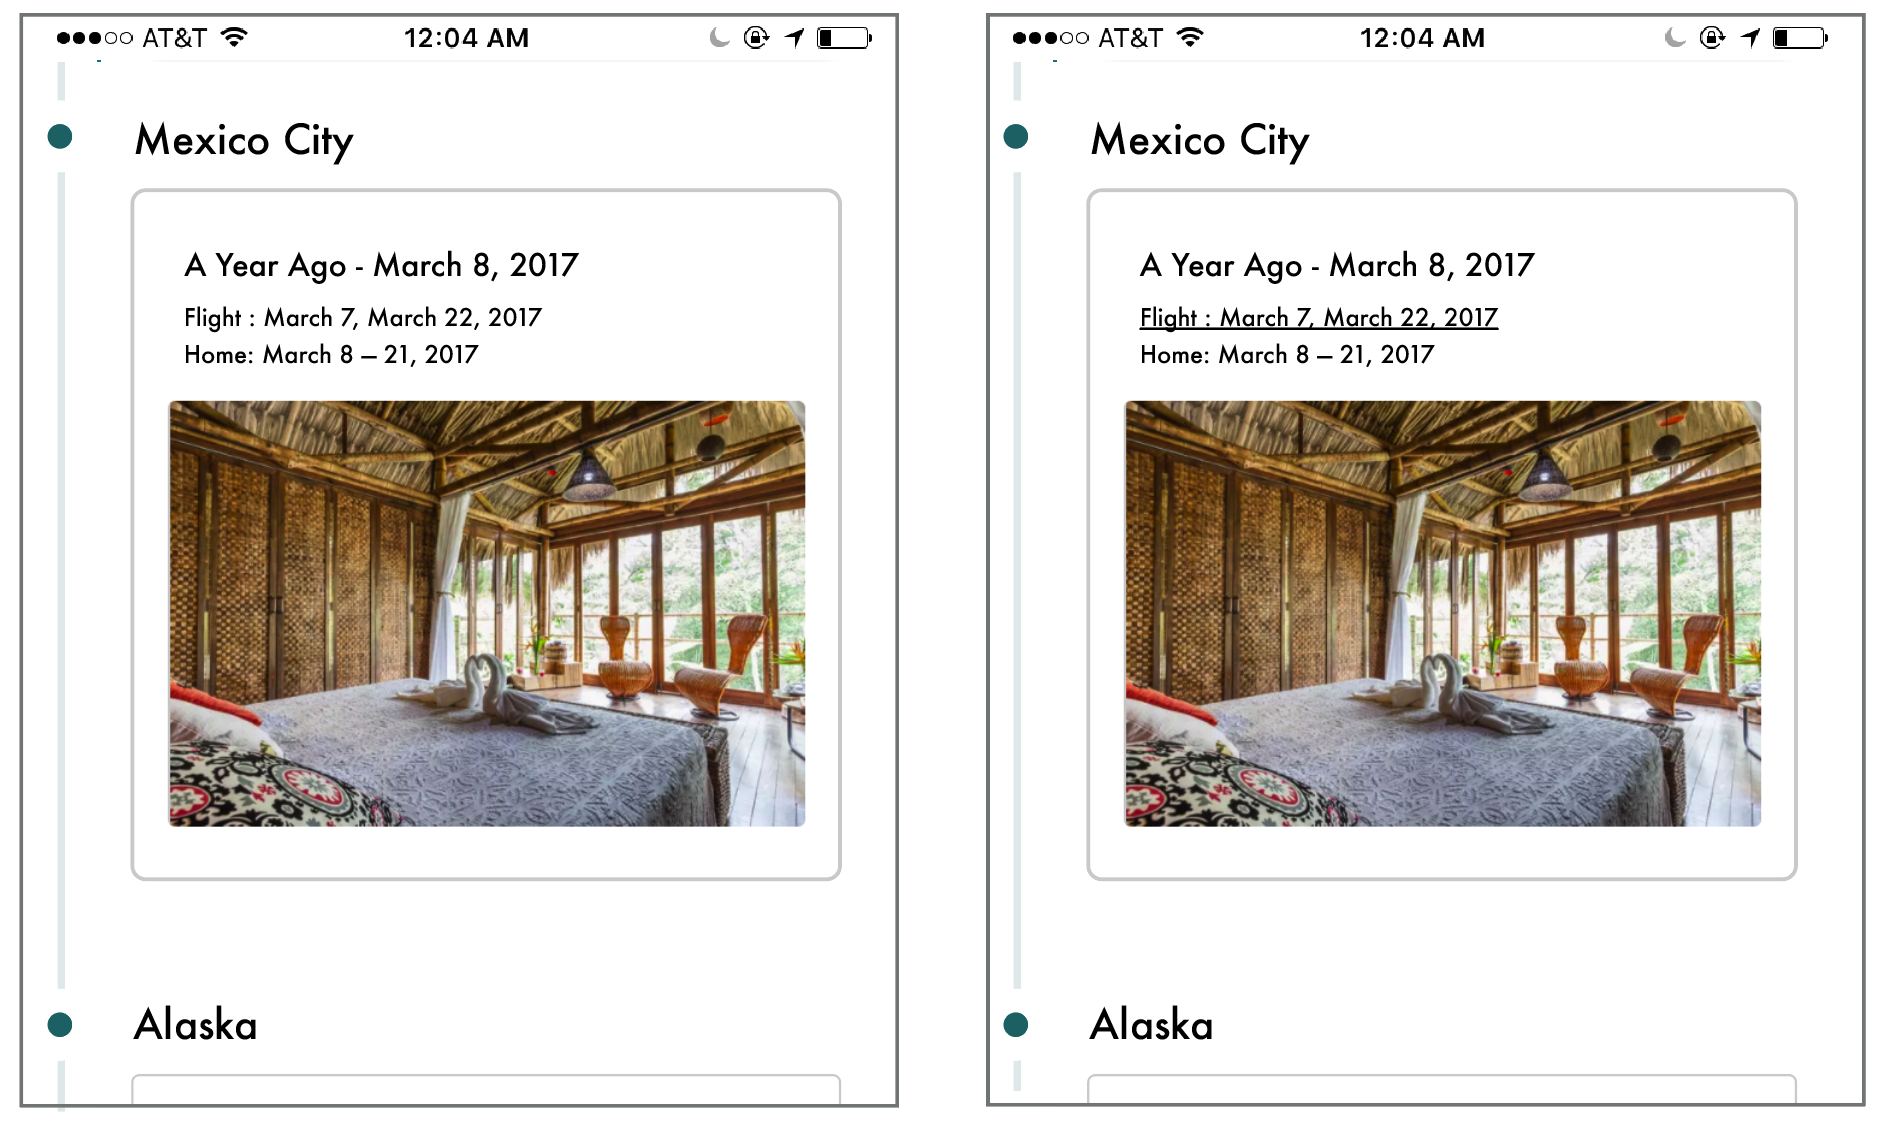 AT&T 12:04 AM
Mexico City
A Year Ago - March 8, 2017
Flight : March 7, March 22, 2017
Home: March 8 – 21, 2017
Alaska
AT&T 12:04 AM
Mexico City
A Year Ago - March 8, 2017
Flight : March 7, March 22, 2017
Home: March 8 – 21, 2017
Alaska